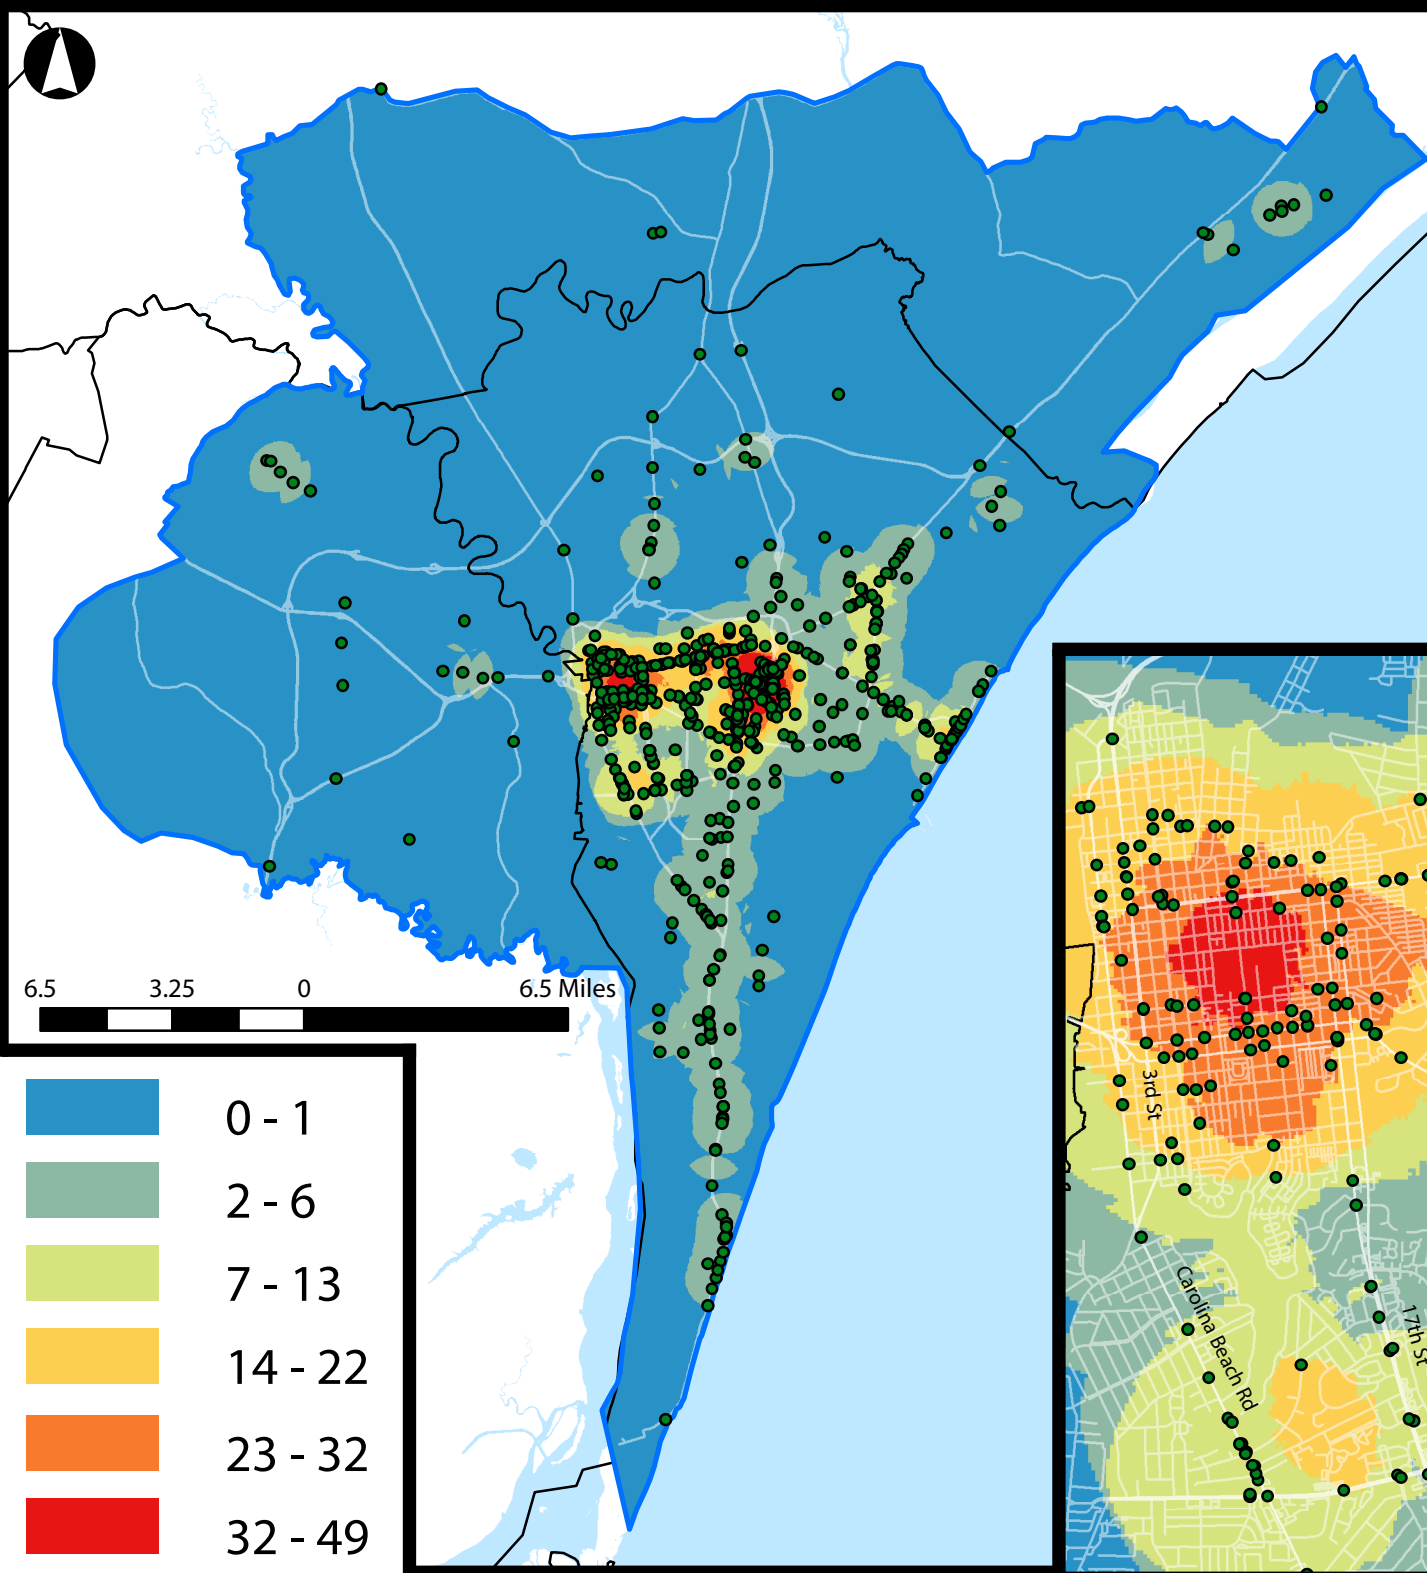 6.5 3.25 0 6.5 Miles
0 - 1
2 - 6
7 - 13
14 - 22
23 - 32
32 - 49
3rd St
Carolina Beach Rd
17th St